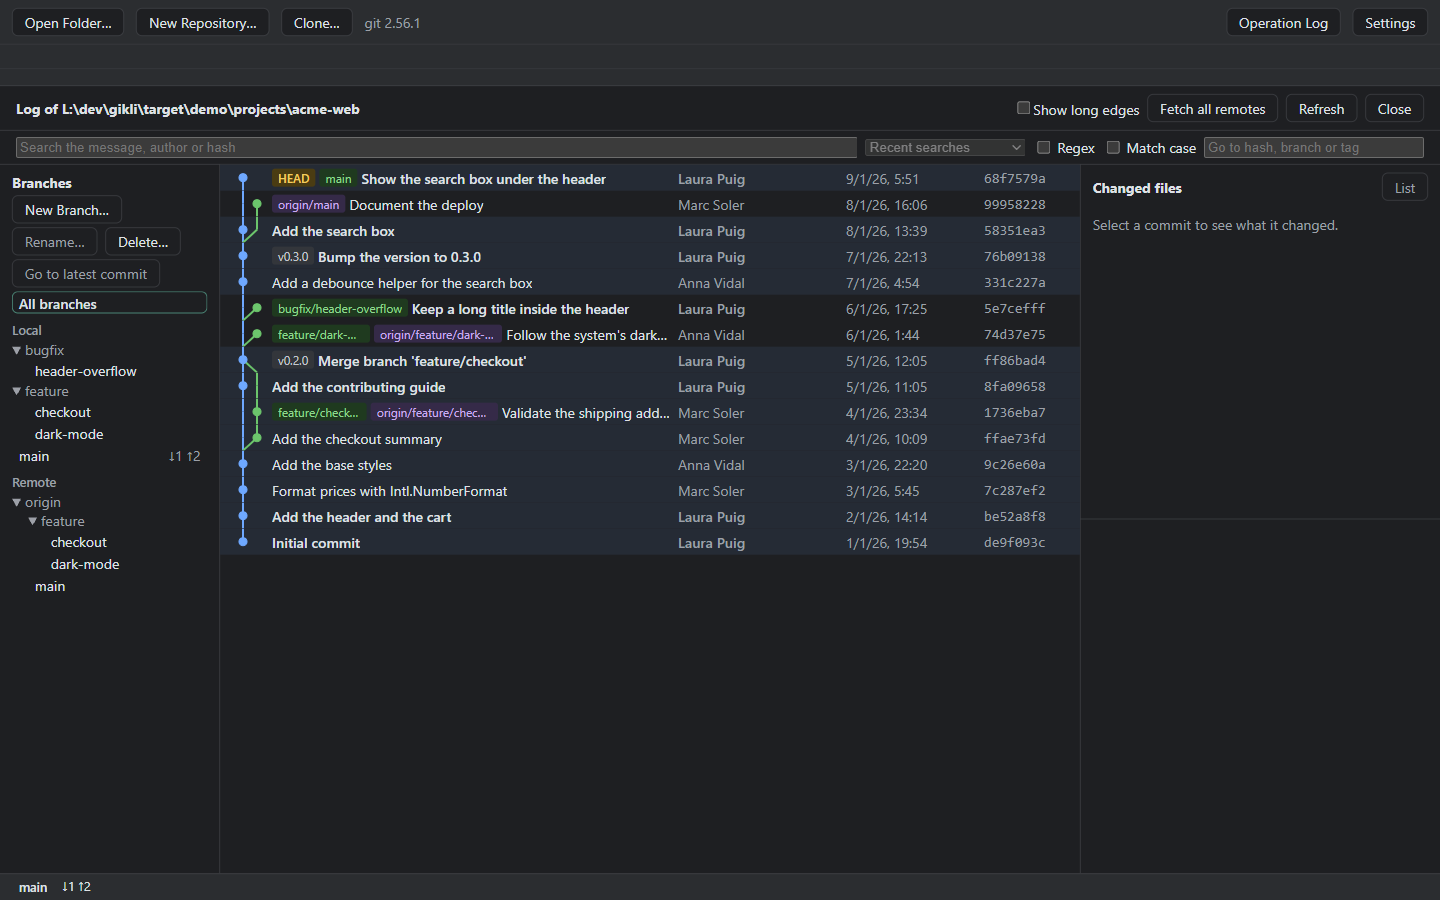 Open Folder... New Repository... Clone... git 2.56.1 Operation Log Settings
Log of L:\dev\gikli\target\demo\projects\acme-web Show long edges Fetch all remotes Refresh Close
Search the message, author or hash Recent searches Regex Match case Go to hash, branch or tag
Branches
New Branch...
Rename... Delete...
Go to latest commit
All branches
Local
bugfix
header-overflow
feature
checkout
dark-mode
main ↓1 ↑2
Remote
origin
feature
checkout
dark-mode
main
HEAD main Show the search box under the header Laura Puig 9/1/26, 5:51 68f7579a
origin/main Document the deploy Marc Soler 8/1/26, 16:06 99958228
Add the search box Laura Puig 8/1/26, 13:39 58351ea3
v0.3.0 Bump the version to 0.3.0 Laura Puig 7/1/26, 22:13 76b09138
Add a debounce helper for the search box Anna Vidal 7/1/26, 4:54 331c227a
bugfix/header-overflow Keep a long title inside the header Laura Puig 6/1/26, 17:25 5e7cefff
feature/dark-... origin/feature/dark-... Follow the system's dark... Anna Vidal 6/1/26, 1:44 74d37e75
v0.2.0 Merge branch 'feature/checkout' Laura Puig 5/1/26, 12:05 ff86bad4
Add the contributing guide Laura Puig 5/1/26, 11:05 8fa09658
feature/check... origin/feature/chec... Validate the shipping add... Marc Soler 4/1/26, 23:34 1736eba7
Add the checkout summary Marc Soler 4/1/26, 10:09 ffae73fd
Add the base styles Anna Vidal 3/1/26, 22:20 9c26e60a
Format prices with Intl.NumberFormat Marc Soler 3/1/26, 5:45 7c287ef2
Add the header and the cart Laura Puig 2/1/26, 14:14 be52a8f8
Initial commit Laura Puig 1/1/26, 19:54 de9f093c
Changed files List
Select a commit to see what it changed.
main ↓1 ↑2